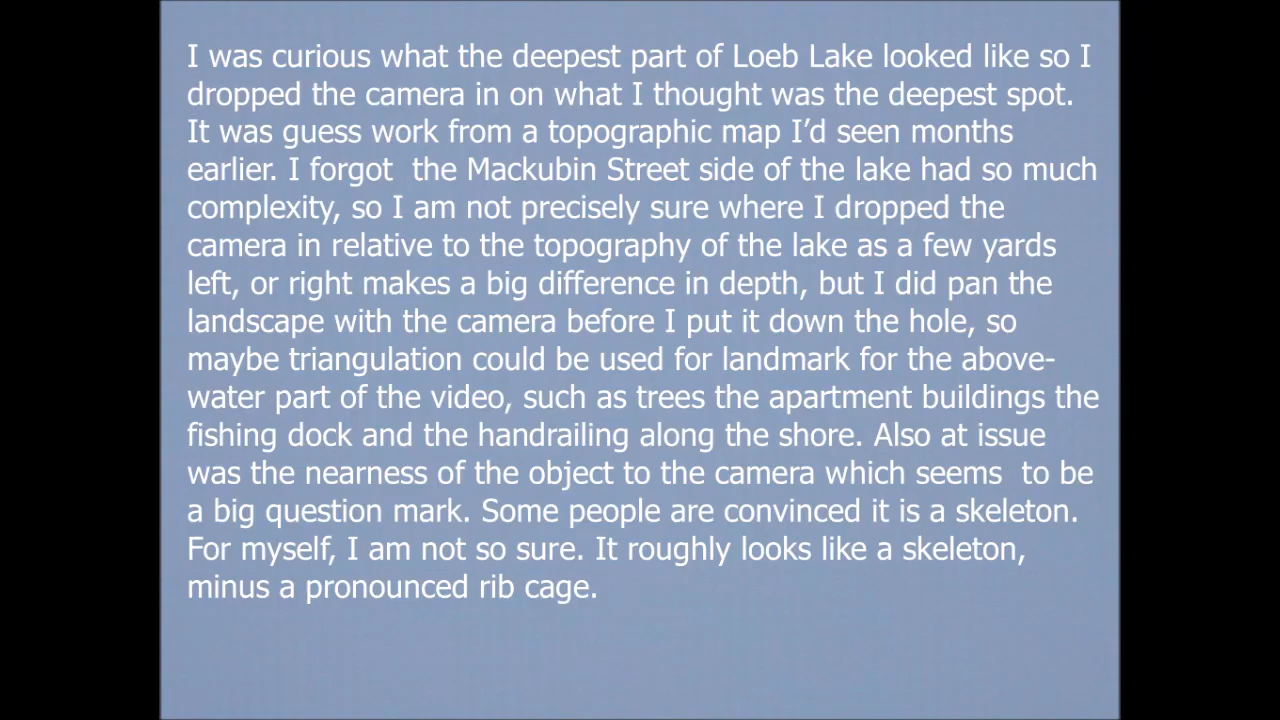 I was curious what the deepest part of Loeb Lake looked like so I
dropped the camera in on what I thought was the deepest spot.
It was guess work from a topographic map I’d seen months
earlier. I forgot  the Mackubin Street side of the lake had so much
complexity, so I am not precisely sure where I dropped the
camera in relative to the topography of the lake as a few yards
left, or right makes a big difference in depth, but I did pan the
landscape with the camera before I put it down the hole, so
maybe triangulation could be used for landmark for the above-
water part of the video, such as trees the apartment buildings the
fishing dock and the handrailing along the shore. Also at issue
was the nearness of the object to the camera which seems  to be
a big question mark. Some people are convinced it is a skeleton.
For myself, I am not so sure. It roughly looks like a skeleton,
minus a pronounced rib cage.